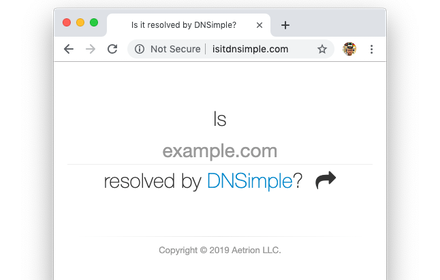 Is it resolved by DNSimple?
Not Secure | isitdnsimple.com
Is
example.com
resolved by DNSimple?
Copyright © 2019 Aetrion LLC.